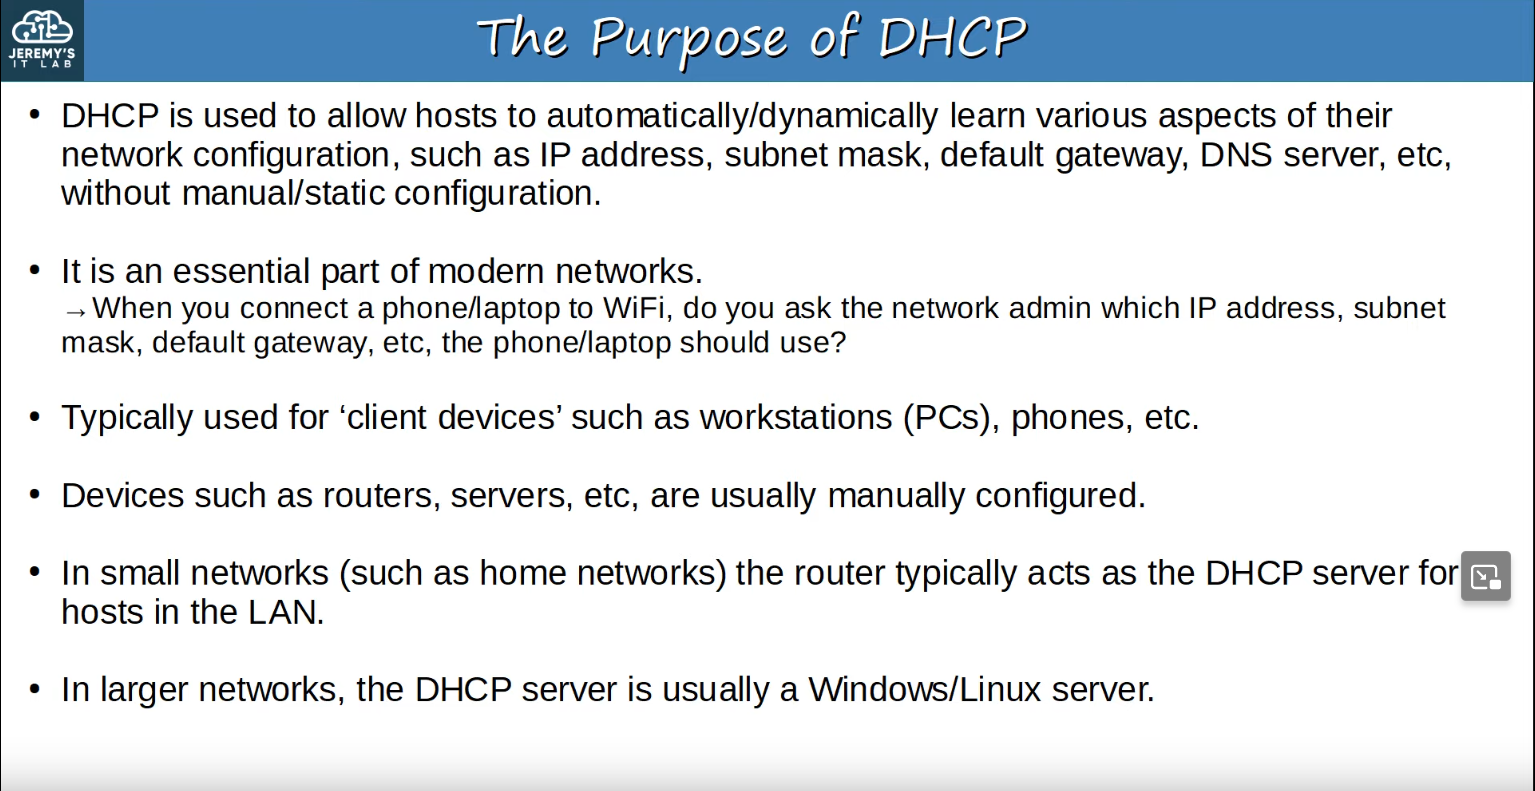 JEREMY'S
IT LAB
The Purpose of DHCP
• DHCP is used to allow hosts to automatically/dynamically learn various aspects of their
network configuration, such as IP address, subnet mask, default gateway, DNS server, etc,
without manual/static configuration.
• It is an essential part of modern networks.
→When you connect a phone/laptop to WiFi, do you ask the network admin which IP address, subnet
mask, default gateway, etc, the phone/laptop should use?
• Typically used for ‘client devices’ such as workstations (PCs), phones, etc.
• Devices such as routers, servers, etc, are usually manually configured.
• In small networks (such as home networks) the router typically acts as the DHCP server for
hosts in the LAN.
• In larger networks, the DHCP server is usually a Windows/Linux server.